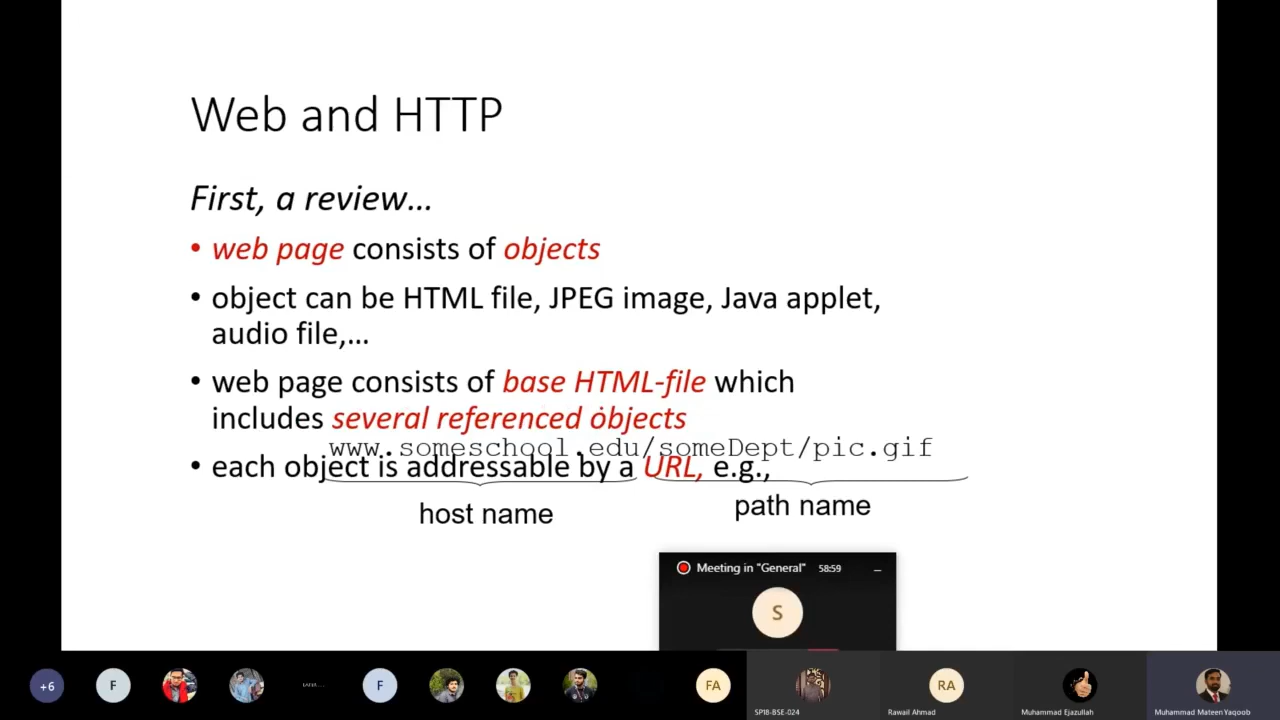 Web and HTTP
First, a review…
• web page consists of objects
• object can be HTML file, JPEG image, Java applet,
audio file,…
• web page consists of base HTML-file which
includes several referenced objects
www.someschool.edu/someDept/pic.gif
• each object is addressable by a URL, e.g.,
host name
path name
Meeting in "General" 58:59
S
+6
F
F
FA
RA
SP18-BSE-024
Rawail Ahmad
Muhammad Ejazullah
Muhammad Mateen Yaqoob